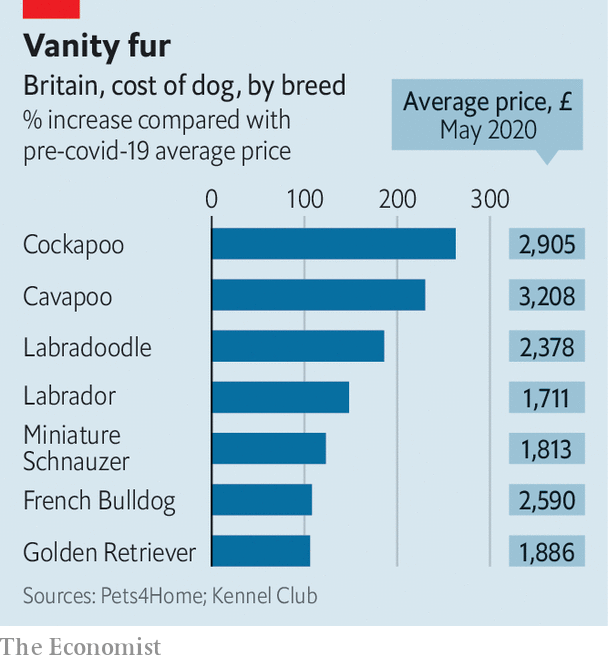 Vanity fur
Britain, cost of dog, by breed
% increase compared with
pre-covid-19 average price
Average price, £
May 2020
0 100 200 300
Cockapoo 2,905
Cavapoo 3,208
Labradoodle 2,378
Labrador 1,711
Miniature
Schnauzer 1,813
French Bulldog 2,590
Golden Retriever 1,886
Sources: Pets4Home; Kennel Club
The Economist